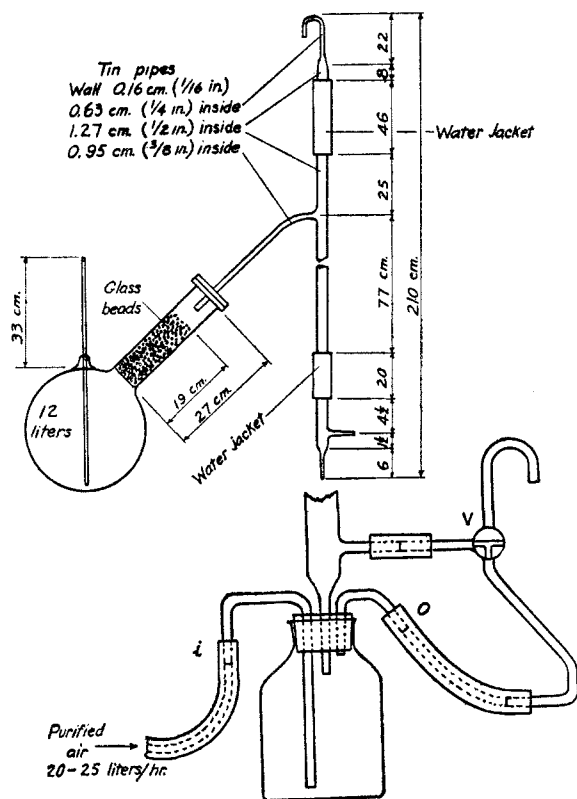 Tin pipes
Wall 0.16 cm. (1/16 in)
0.63 cm. (1/4 in) inside
1.27 cm. (1/2 in) inside
0.95 cm. (3/8 in.) inside
22
8
46
Water Jacket
25
77 cm.
210 cm.
20
4½
1½
6
33 cm.
Glass
beads
12
liters
19 cm.
27 cm.
Water Jacket
V
i
O
Purified
air
20-25 liters/hr.